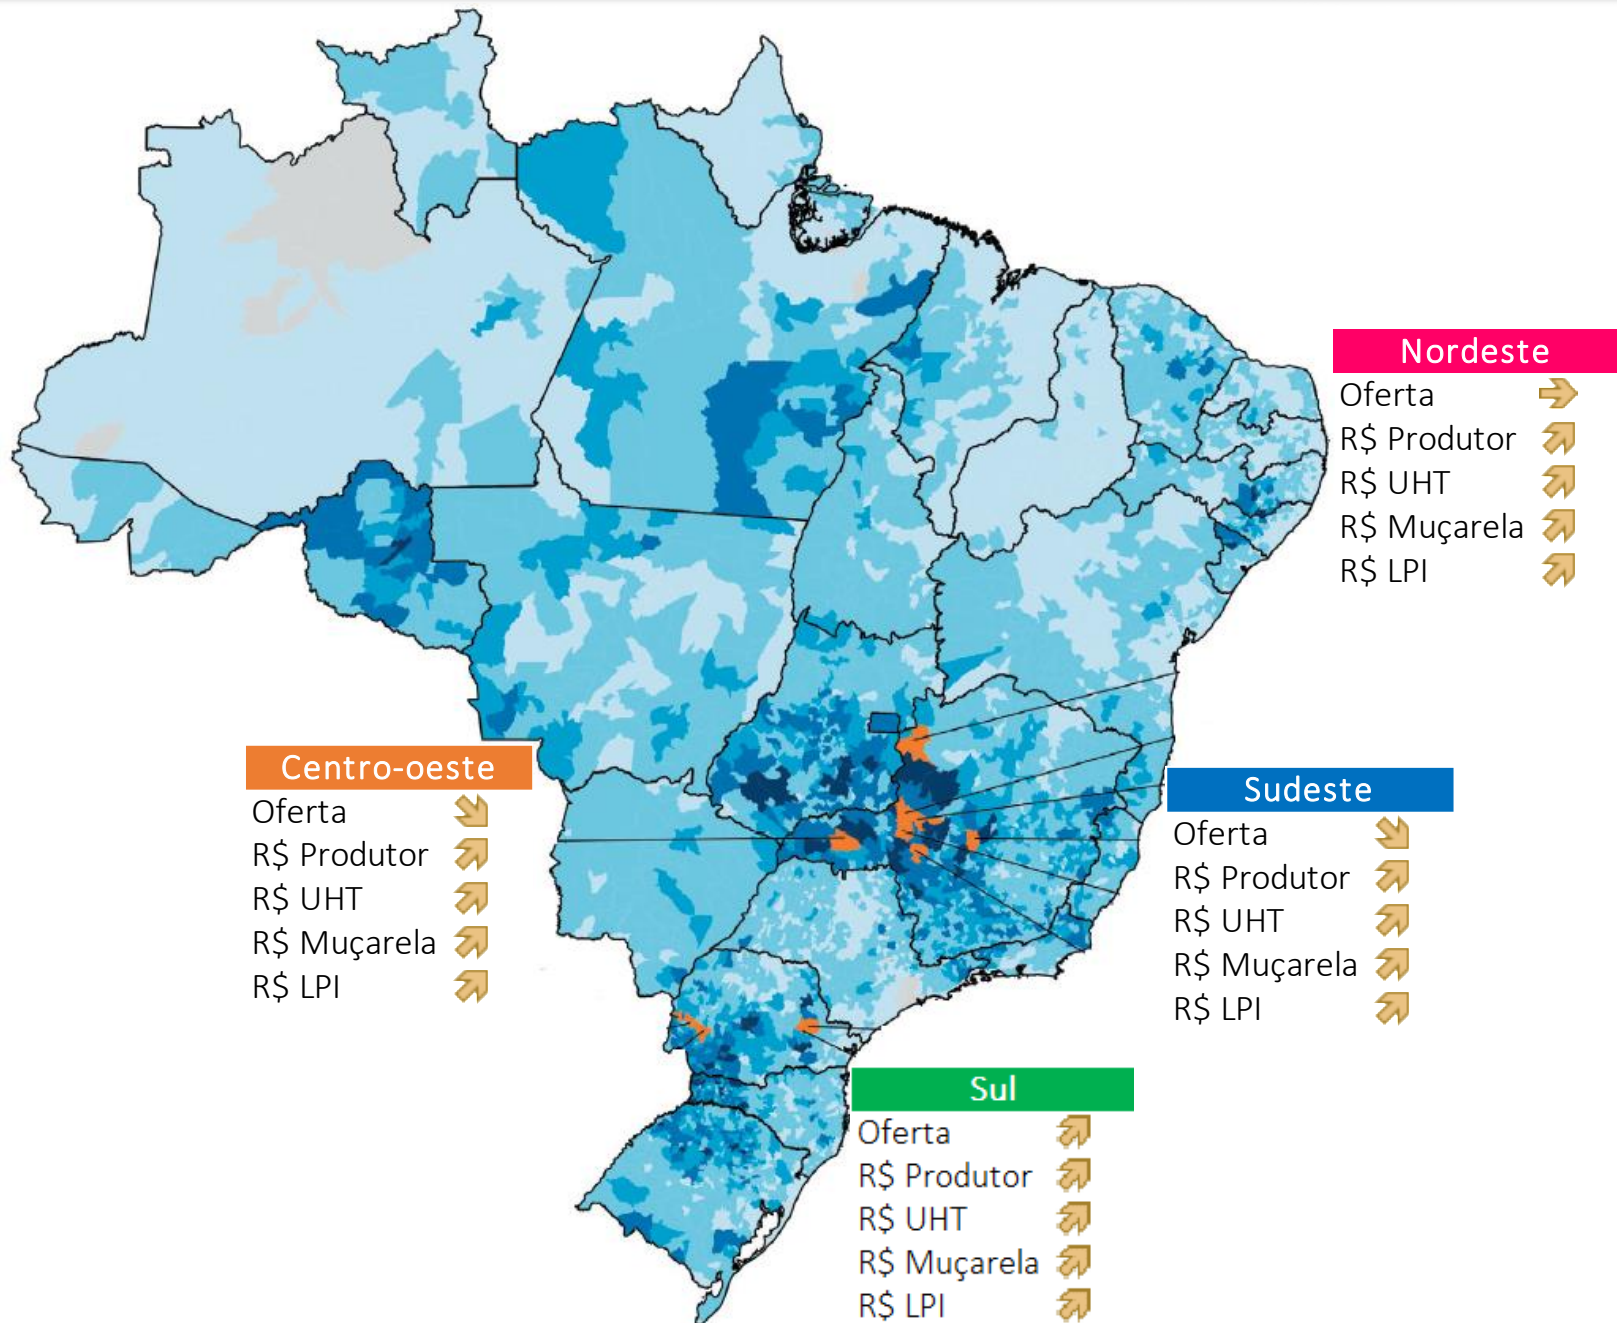 Nordeste
Oferta
R$ Produtor
R$ UHT
R$ Muçarela
R$ LPI
Centro-oeste
Oferta
R$ Produtor
R$ UHT
R$ Muçarela
R$ LPI
Sudeste
Oferta
R$ Produtor
R$ UHT
R$ Muçarela
R$ LPI
Sul
Oferta
R$ Produtor
R$ UHT
R$ Muçarela
R$ LPI